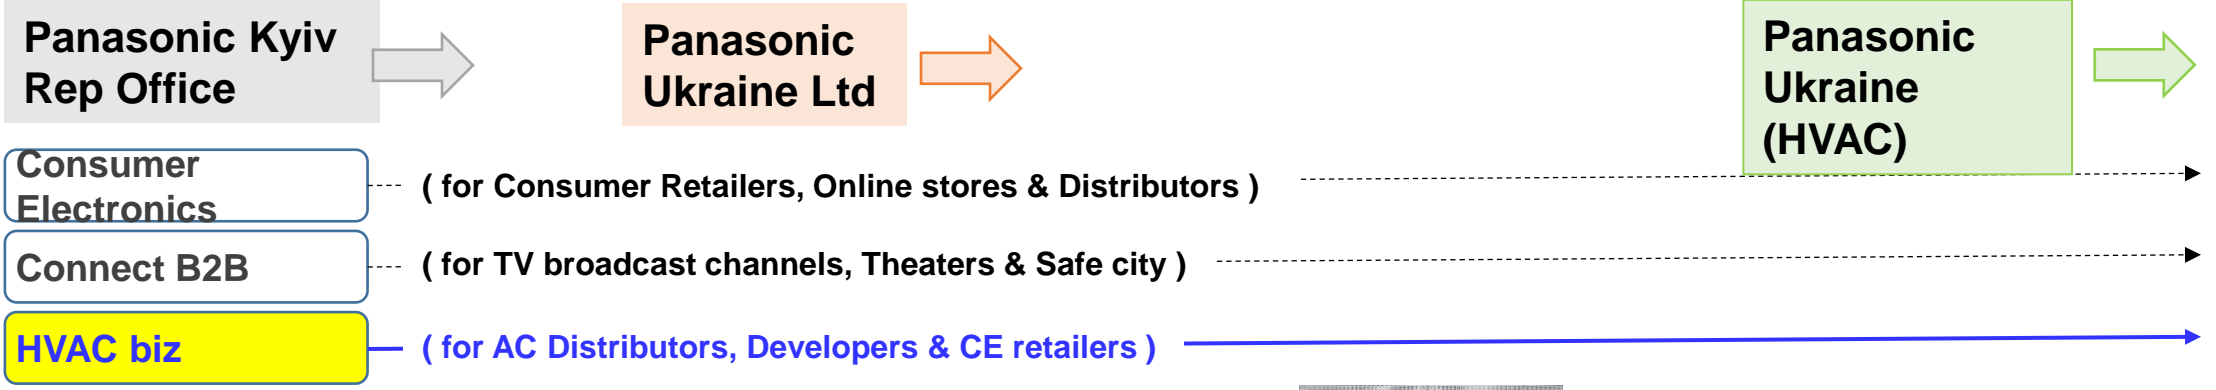 Panasonic Kyiv
Rep Office
Panasonic
Ukraine Ltd
Panasonic
Ukraine
(HVAC)
Consumer
Electronics
( for Consumer Retailers, Online stores & Distributors )
Connect B2B
( for TV broadcast channels, Theaters & Safe city )
HVAC biz
( for AC Distributors, Developers & CE retailers )